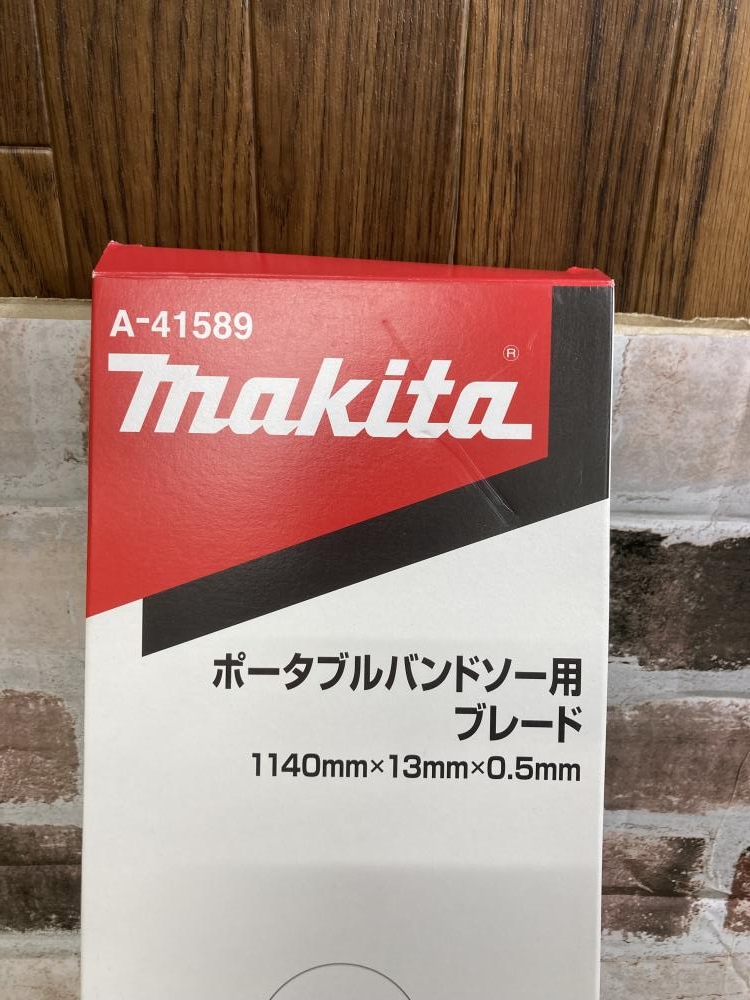 A-41589
makita®
ポータブルバンドソー用
ブレード
1140mm×13mm×0.5mm